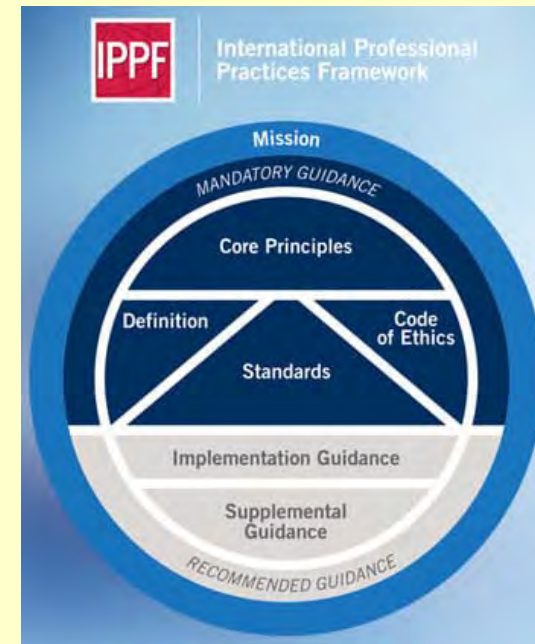 IPPF
International Professional
Practices Framework
Mission
MANDATORY GUIDANCE
Core Principles
Definition
Code
of Ethics
Standards
Implementation Guidance
Supplemental
Guidance
RECOMMENDED GUIDANCE